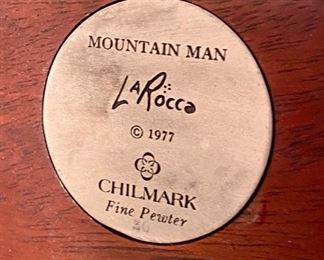 MOUNTAIN MAN
LaRocca
© 1977
CHILMARK
Fine Pewter